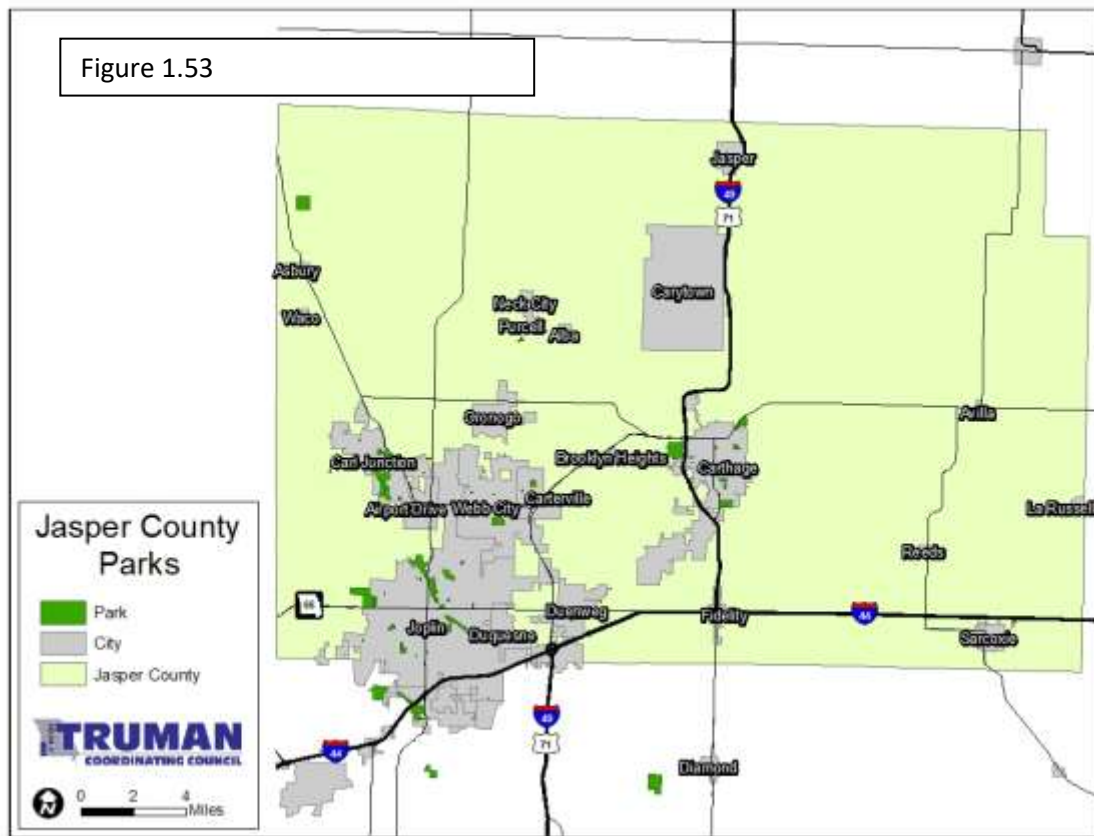 Figure 1.53
Jasper
49
71
Asbury
Carytown
Neck City
Waco
Purcell
Alba
Oronogo
Avilla
Carl Junction
Brooklyn Heights
Carthage
Airport Drive
Webb City
Carterville
La Russell
Reeds
66
Duenweg
Fidelity
44
Joplin
Duquesne
Sarcoxie
49
71
44
Diamond
Jasper County
Parks
Park
City
Jasper County
TRUMAN
COORDINATING COUNCIL
N
0 2 4
Miles